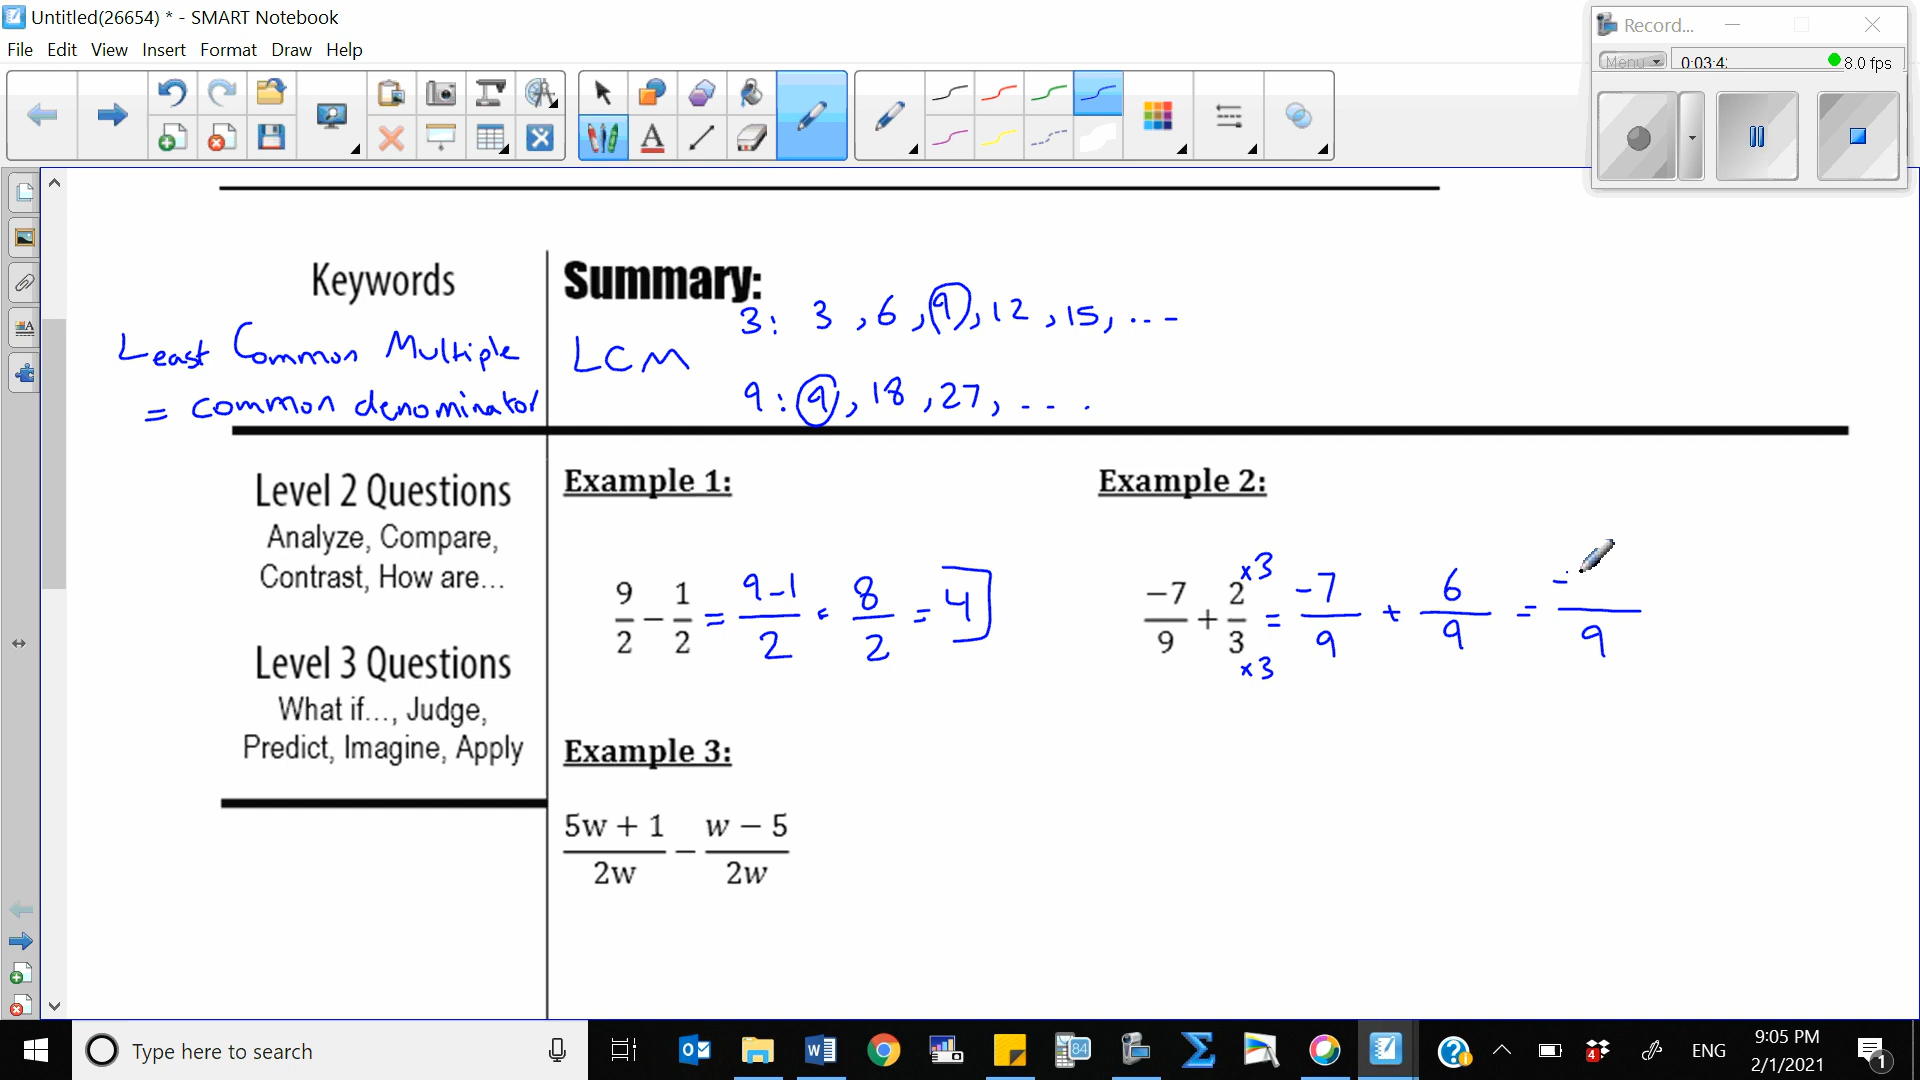 Untitled(26654) * - SMART Notebook
File Edit View Insert Format Draw Help
Record...
Menu 0:03:42 8.0 fps
Keywords
Summary:
3: 3, 6, 9, 12, 15, ...
Least Common Multiple
LCM
= common denominator
9: 9, 18, 27, ....
Level 2 Questions
Analyze, Compare,
Contrast, How are...
Level 3 Questions
What if..., Judge,
Predict, Imagine, Apply
Example 1:
9/2 − 1/2 = 9-1/2 = 8/2 = 4
Example 2:
×3
−7/9 + 2/3 = -7/9 + 6/9 = -/9
×3
Example 3:
5w + 1/2w − w − 5/2w
Type here to search
84
4
ENG
9:05 PM
2/1/2021
1